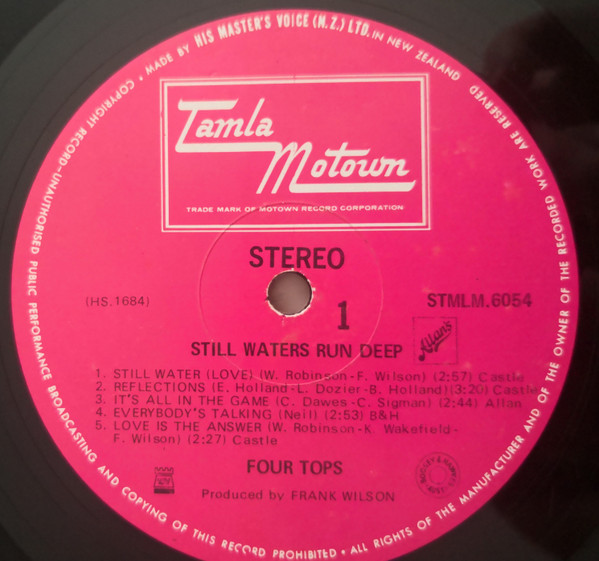 MADE BY HIS MASTER'S VOICE (N.Z.) LTD. IN NEW ZEALAND
COPYRIGHT RECORD-UNAUTHORISED PUBLIC PERFORMANCE BROADCASTING AND COPYING OF THIS RECORD PROHIBITED • ALL RIGHTS OF THE MANUFACTURER AND OF THE OWNER OF THE RECORDED WORK ARE RESERVED
Tamla
Motown
TRADE MARK OF MOTOWN RECORD CORPORATION
STEREO
(HS.1684)
1
STMLM.6054
STILL WATERS RUN DEEP
Allan's
1. STILL WATER (LOVE) (W. Robinson-F. Wilson) (2:57) Castle
2. REFLECTIONS (E. Holland-L. Dozier-B. Holland)(3:20) Castle
3. IT'S ALL IN THE GAME (C. Dawes-C. Sigman) (2:44) Allan
4. EVERYBODY'S TALKING (Neil) (2:53) B&H
5. LOVE IS THE ANSWER (W. Robinson-K. Wakefield-
F. Wilson) (2:27) Castle
FOUR TOPS
Produced by FRANK WILSON